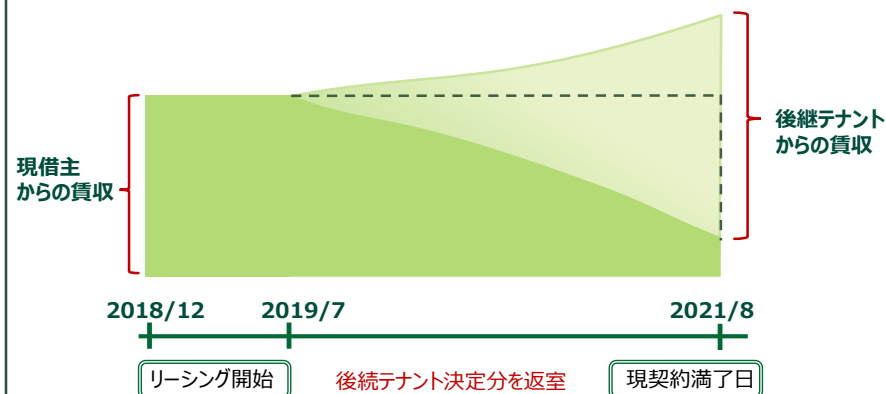 後継テナント
からの賃収
現借主
からの賃収
2018/12
2019/7
2021/8
リーシング開始
後続テナント決定分を返室
現契約満了日